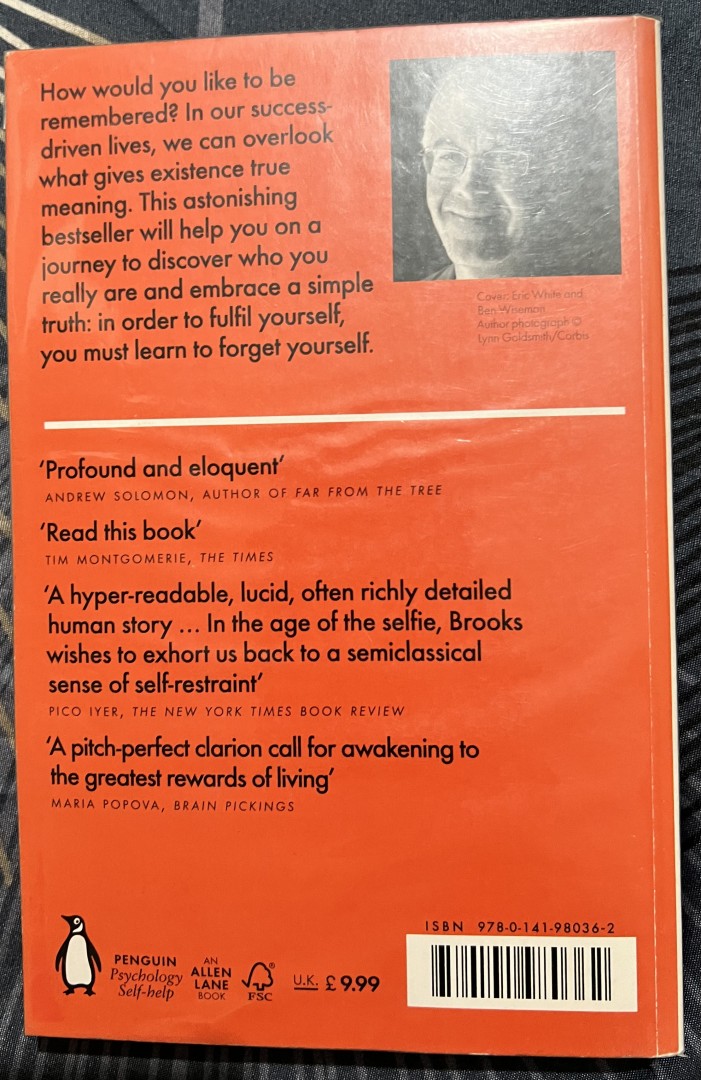 How would you like to be
remembered? In our success-
driven lives, we can overlook
what gives existence true
meaning. This astonishing
bestseller will help you on a
journey to discover who you
really are and embrace a simple
truth: in order to fulfil yourself,
you must learn to forget yourself.
Cover: Eric White and
Ben Wiseman
Author photograph ©
Lynn Goldsmith/Corbis
‘Profound and eloquent’
ANDREW SOLOMON, AUTHOR OF FAR FROM THE TREE
‘Read this book’
TIM MONTGOMERIE, THE TIMES
‘A hyper-readable, lucid, often richly detailed
human story ... In the age of the selfie, Brooks
wishes to exhort us back to a semiclassical
sense of self-restraint’
PICO IYER, THE NEW YORK TIMES BOOK REVIEW
‘A pitch-perfect clarion call for awakening to
the greatest rewards of living’
MARIA POPOVA, BRAIN PICKINGS
PENGUIN
Psychology
Self-help
AN
ALLEN
LANE
BOOK
®
FSC
U.K. £9.99
ISBN 978-0-141-98036-2